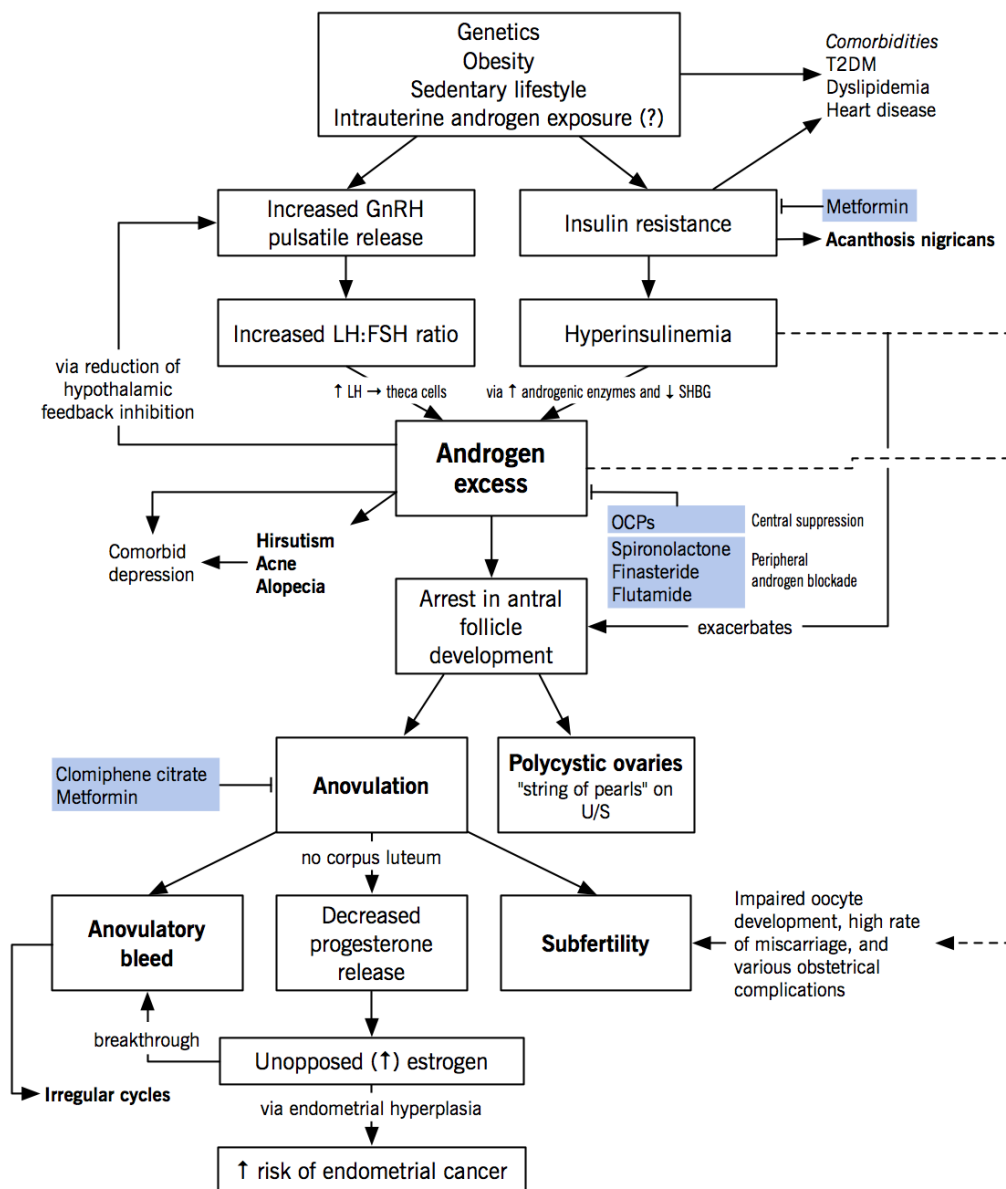 Genetics
Obesity
Sedentary lifestyle
Intrauterine androgen exposure (?)
Comorbidities
T2DM
Dyslipidemia
Heart disease
Increased GnRH
pulsatile release
Insulin resistance
Metformin
Acanthosis nigricans
Increased LH:FSH ratio
Hyperinsulinemia
via reduction of
hypothalamic
feedback inhibition
↑ LH → theca cells
via ↑ androgenic enzymes and ↓ SHBG
Androgen
excess
OCPs
Central suppression
Spironolactone
Finasteride
Flutamide
Peripheral
androgen blockade
Comorbid
depression
Hirsutism
Acne
Alopecia
Arrest in antral
follicle
development
exacerbates
Clomiphene citrate
Metformin
Anovulation
Polycystic ovaries
"string of pearls" on
U/S
no corpus luteum
Anovulatory
bleed
Decreased
progesterone
release
Subfertility
Impaired oocyte
development, high rate
of miscarriage, and
various obstetrical
complications
breakthrough
Unopposed (↑) estrogen
Irregular cycles
via endometrial hyperplasia
↑ risk of endometrial cancer